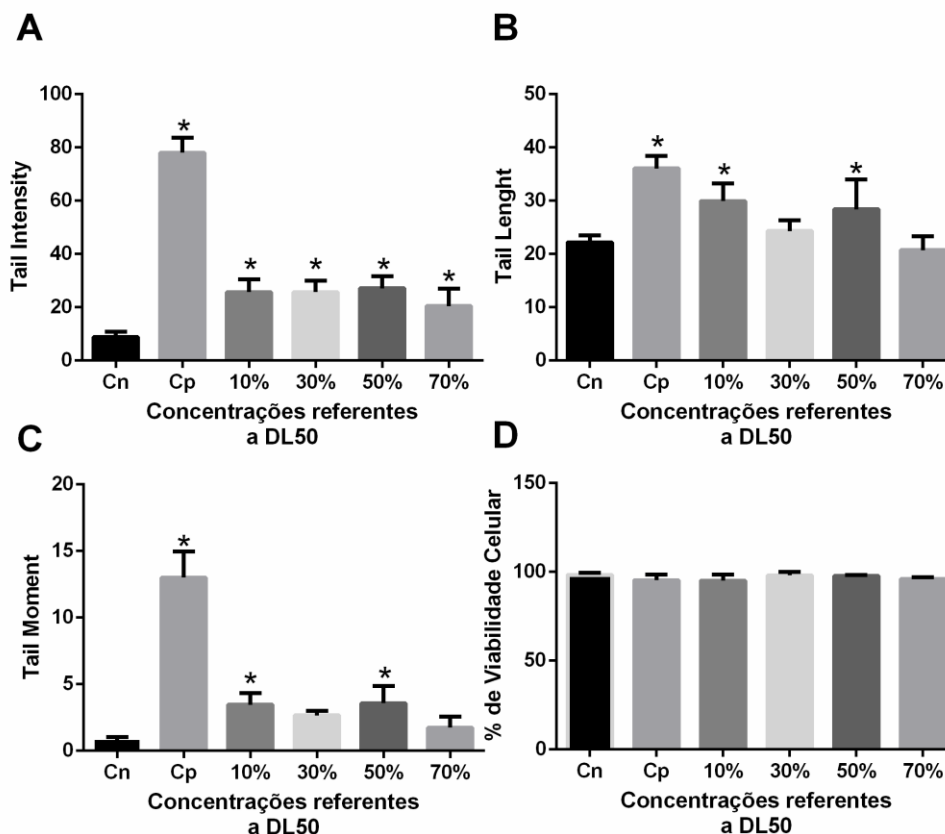 A
100
80
60
40
20
0
Tail Intensity
*
*
*
*
*
Cn Cp 10% 30% 50% 70%
Concentrações referentes
a DL50
B
50
40
30
20
10
0
Tail Lenght
*
*
*
Cn Cp 10% 30% 50% 70%
Concentrações referentes
a DL50
C
20
15
10
5
0
Tail Moment
*
*
*
Cn Cp 10% 30% 50% 70%
Concentrações referentes
a DL50
D
150
100
50
0
% de Viabilidade Celular
Cn Cp 10% 30% 50% 70%
Concentrações referentes
a DL50